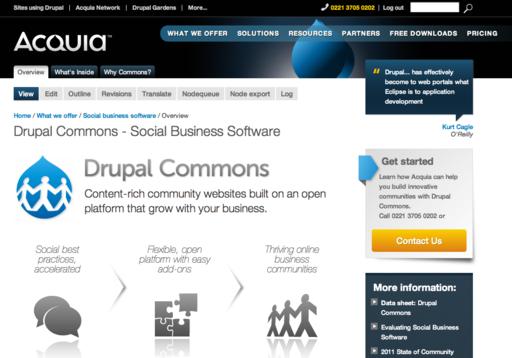 Sites using Drupal | Acquia Network | Drupal Gardens | More...
0221 3705 0202 | Log out
ACQUIA™
WHAT WE OFFER SOLUTIONS RESOURCES PARTNERS FREE DOWNLOADS PRICING
Overview What's Inside Why Commons?
View Edit Outline Revisions Translate Nodequeue Node export Log
Home / What we offer / Social business software / Overview
Drupal Commons - Social Business Software
Drupal Commons
Content-rich community websites built on an open
platform that grow with your business.
Social best
practices,
accelerated
Flexible, open
platform with easy
add-ons
Thriving online
business
communities
" Drupal... has effectively
become to web portals what
Eclipse is to application
development
Kurt Cagle
O'Reilly
Get started
Learn how Acquia can help
you build innovative
communities with Drupal
Commons.
Call 0221 3705 0202 or
Contact Us
More information:
Data sheet: Drupal
Commons
Evaluating Social Business
Software
2011 State of Community